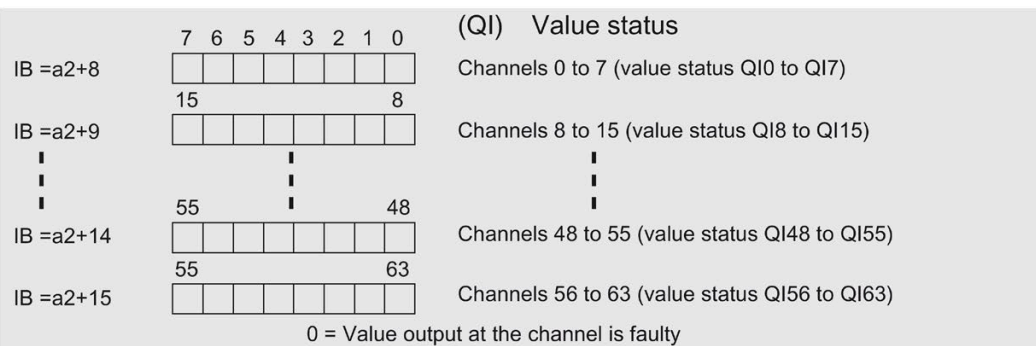 (QI) Value status
7 6 5 4 3 2 1 0
IB =a2+8 Channels 0 to 7 (value status QI0 to QI7)
15 8
IB =a2+9 Channels 8 to 15 (value status QI8 to QI15)
55 48
IB =a2+14 Channels 48 to 55 (value status QI48 to QI55)
55 63
IB =a2+15 Channels 56 to 63 (value status QI56 to QI63)
0 = Value output at the channel is faulty